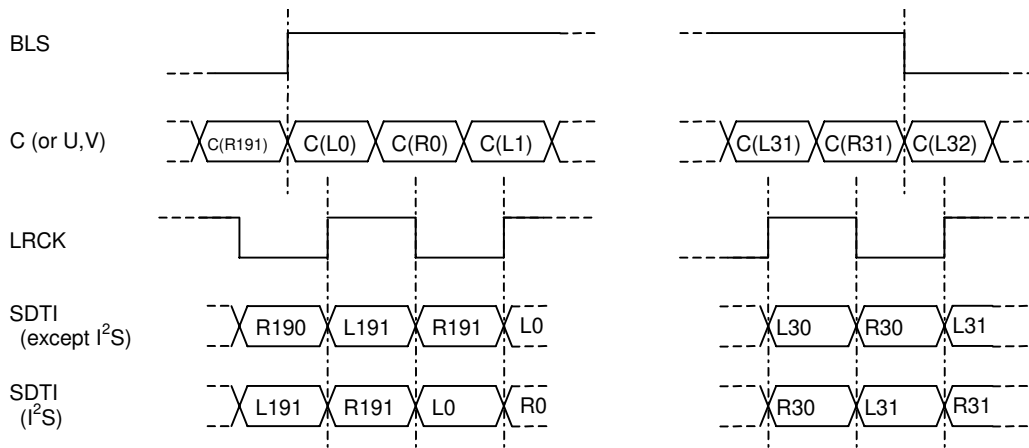 BLS
C (or U,V)
C(R191) C(L0) C(R0) C(L1) C(L31) C(R31) C(L32)
LRCK
SDTI
(except I²S)
R190 L191 R191 L0 L30 R30 L31
SDTI
(I²S)
L191 R191 L0 R0 R30 L31 R31